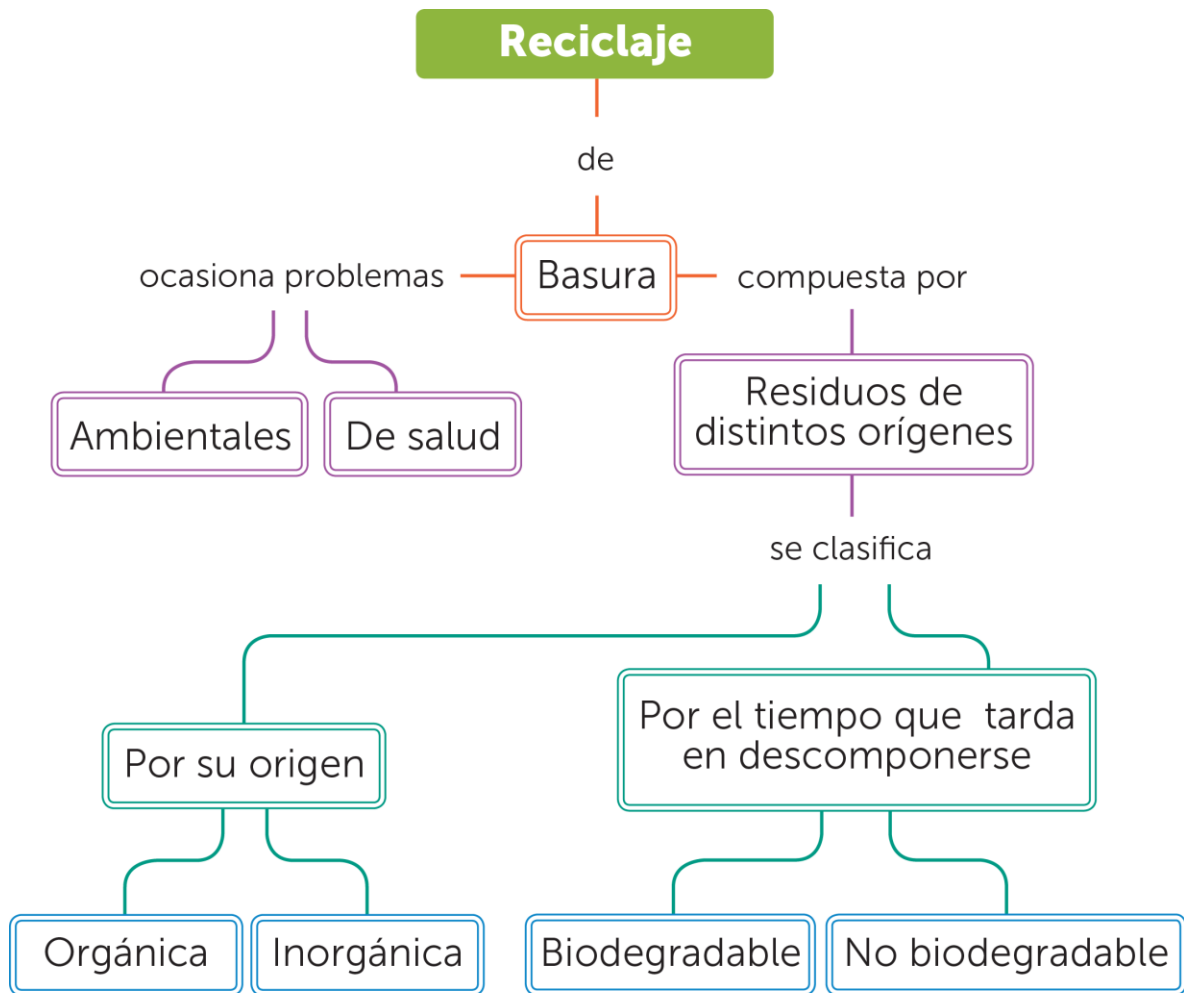 Reciclaje
de
ocasiona problemas
Basura
compuesta por
Ambientales
De salud
Residuos de
distintos orígenes
se clasifica
Por su origen
Por el tiempo que tarda
en descomponerse
Orgánica
Inorgánica
Biodegradable
No biodegradable